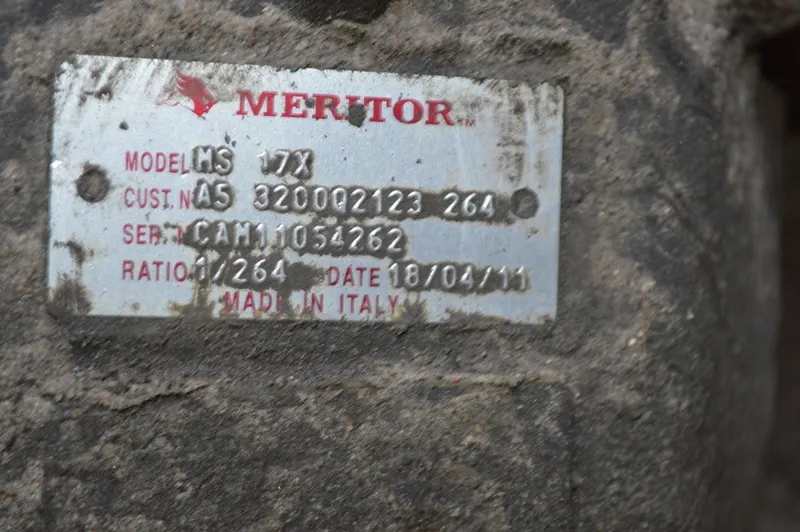 MERITOR™
MODEL MS 17X
CUST. N A5 3200Q2123 264
SER. N CAM11054262
RATIO 1/264 DATE 18/04/11
MADE IN ITALY